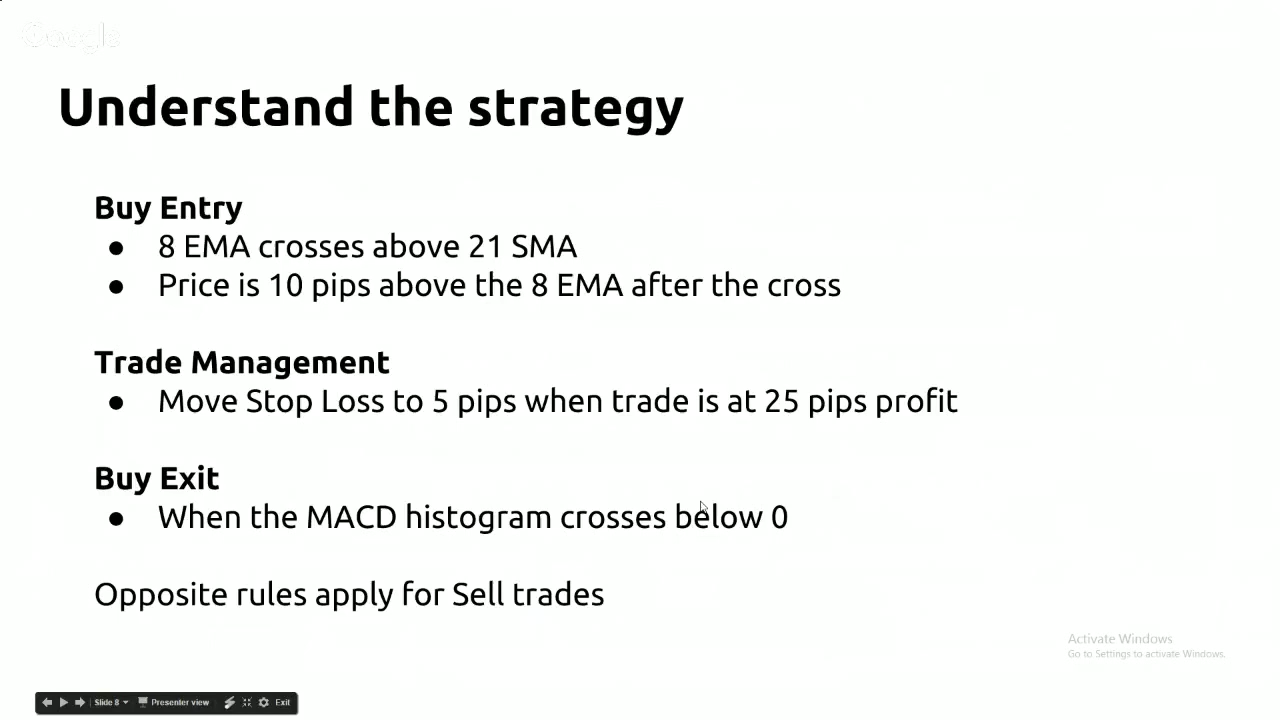 Google
Understand the strategy
Buy Entry
● 8 EMA crosses above 21 SMA
● Price is 10 pips above the 8 EMA after the cross
Trade Management
● Move Stop Loss to 5 pips when trade is at 25 pips profit
Buy Exit
● When the MACD histogram crosses below 0
Opposite rules apply for Sell trades
Activate Windows
Go to Settings to activate Windows.
Slide 8 Presenter view Exit